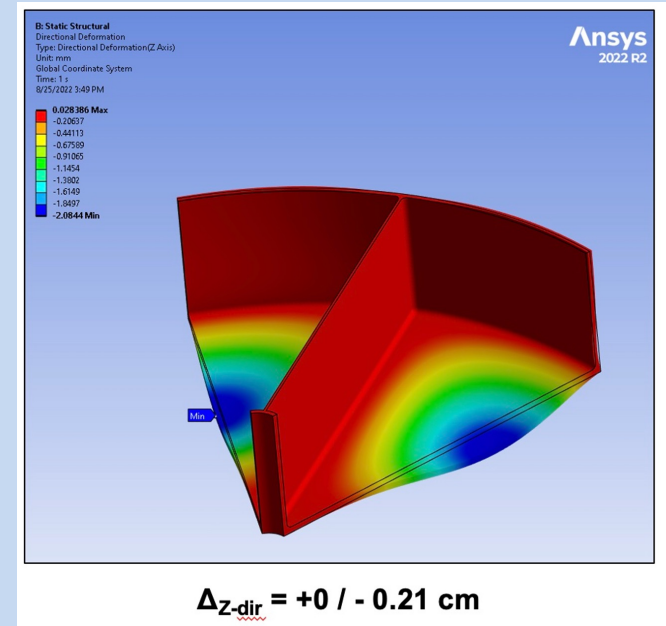 B: Static Structural
Directional Deformation
Type: Directional Deformation(Z Axis)
Unit: mm
Global Coordinate System
Time: 1 s
8/25/2022 3:49 PM
Ansys
2022 R2
0.028386 Max
-0.20637
-0.44113
-0.67589
-0.91065
-1.1454
-1.3802
-1.6149
-1.8497
-2.0844 Min
Min
ΔZ-dir = +0 / - 0.21 cm